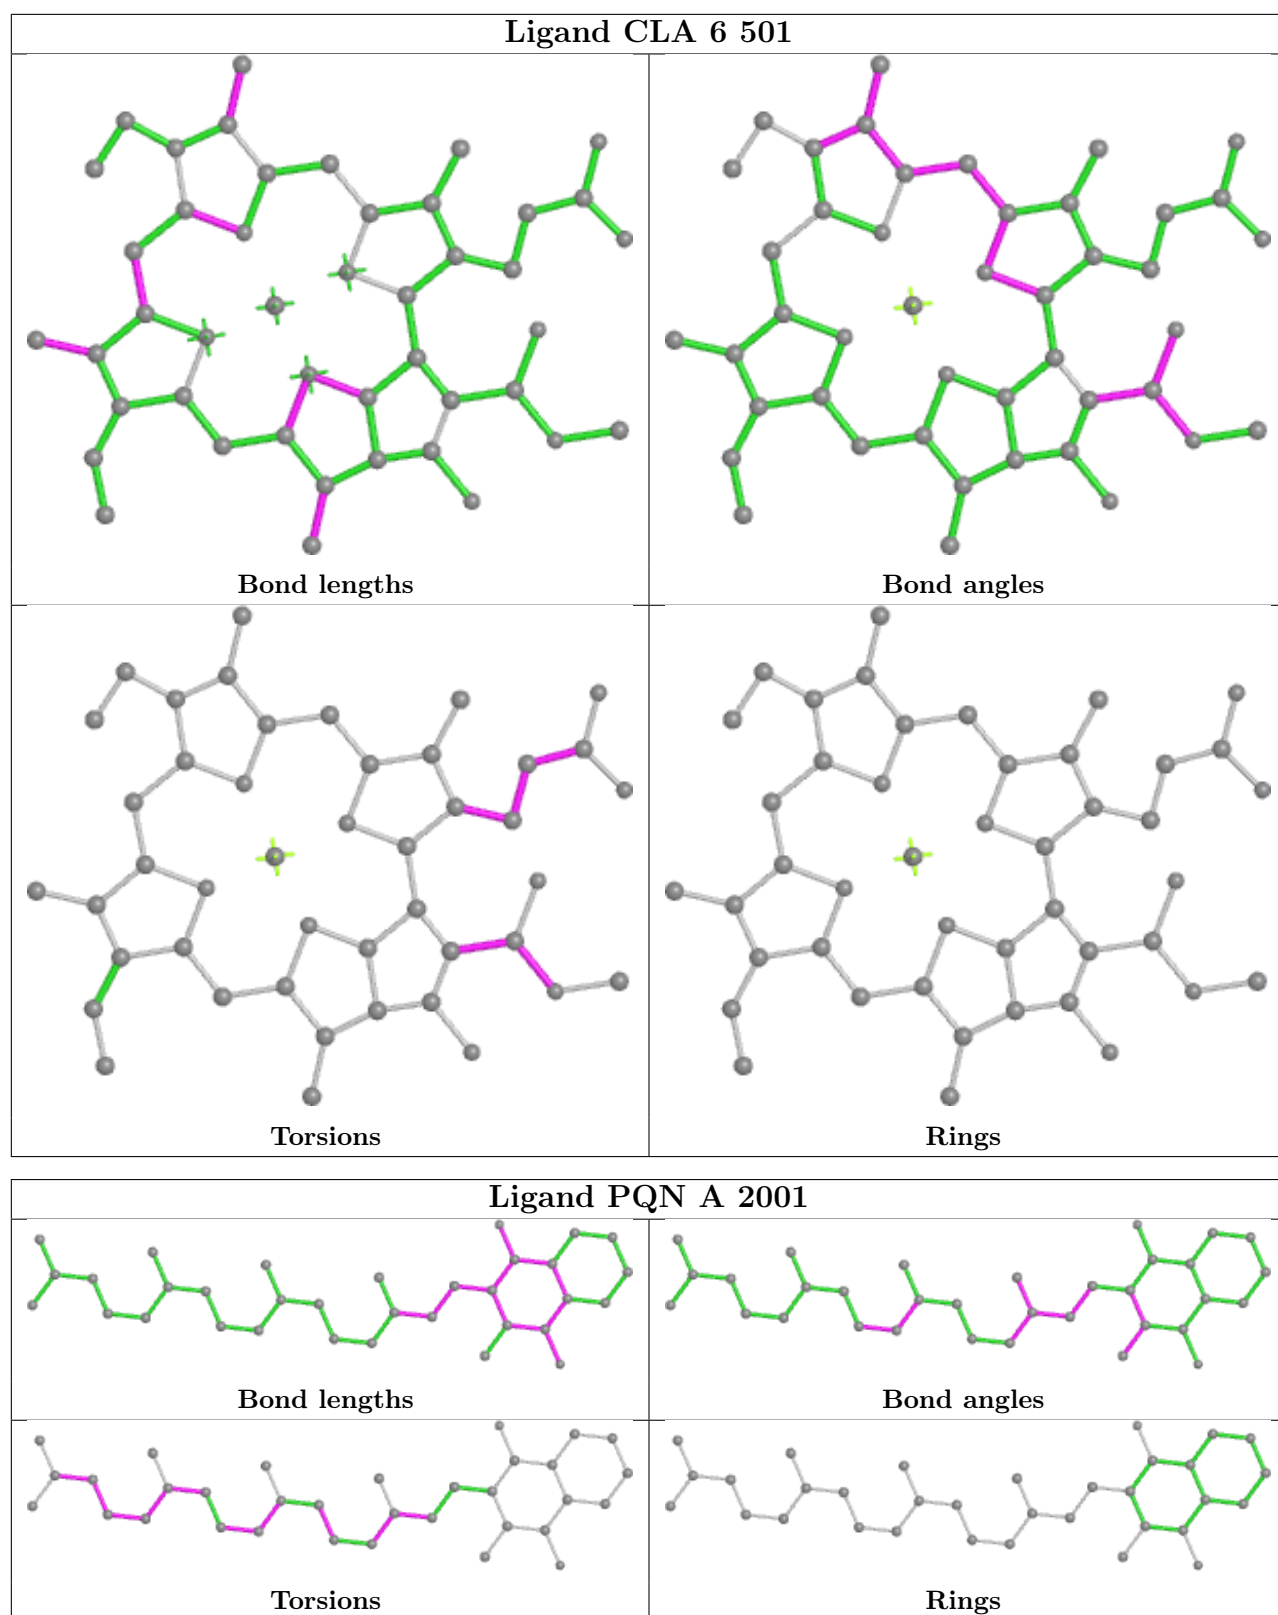 Ligand CLA 6 501
Bond lengths
Bond angles
Torsions
Rings
Ligand PQN A 2001
Bond lengths
Bond angles
Torsions
Rings